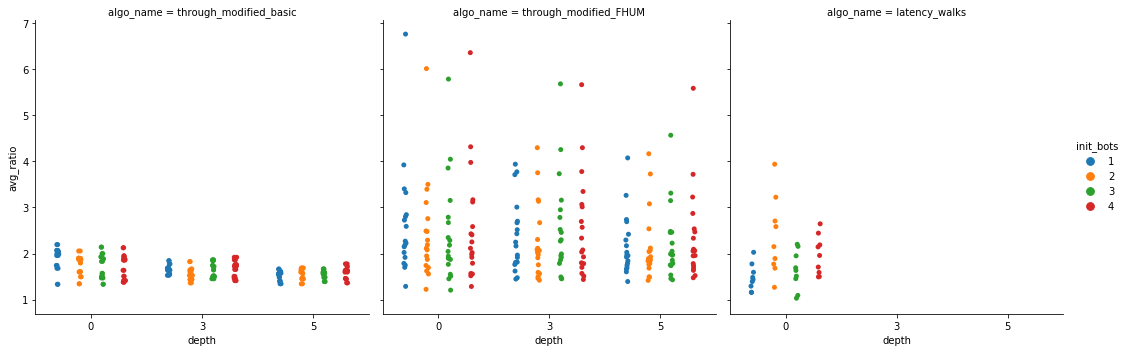 algo_name = through_modified_basic
algo_name = through_modified_FHUM
algo_name = latency_walks
7
6
5
4
3
2
1
avg_ratio
0 3 5
depth
0 3 5
depth
0 3 5
depth
init_bots
1
2
3
4